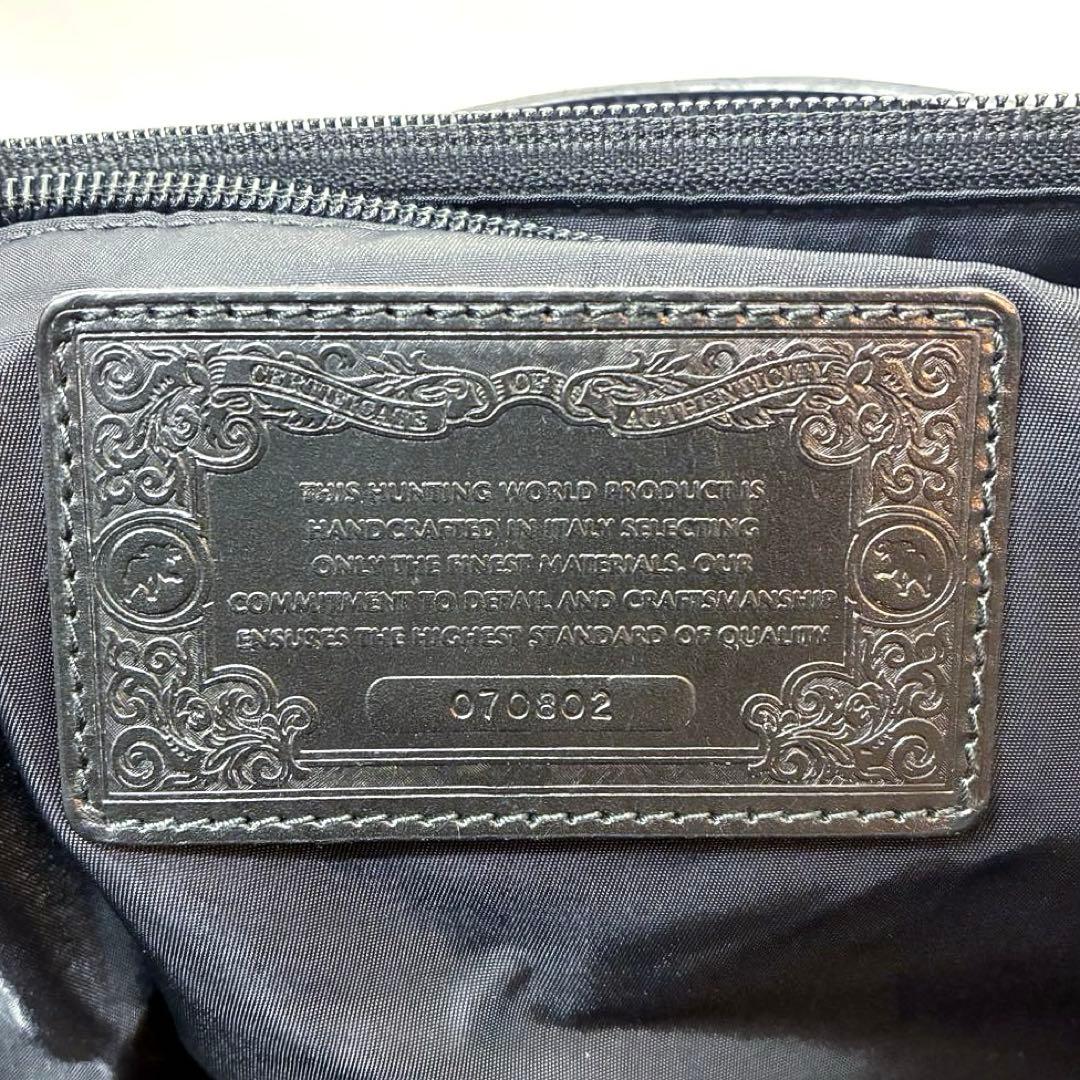 CERTIFICATE OF AUTHENTICITY
THIS HUNTING WORLD PRODUCT IS
HANDCRAFTED IN ITALY SELECTING
ONLY THE FINEST MATERIALS. OUR
COMMITMENT TO DETAIL AND CRAFTSMANSHIP
ENSURES THE HIGHEST STANDARD OF QUALITY
070802